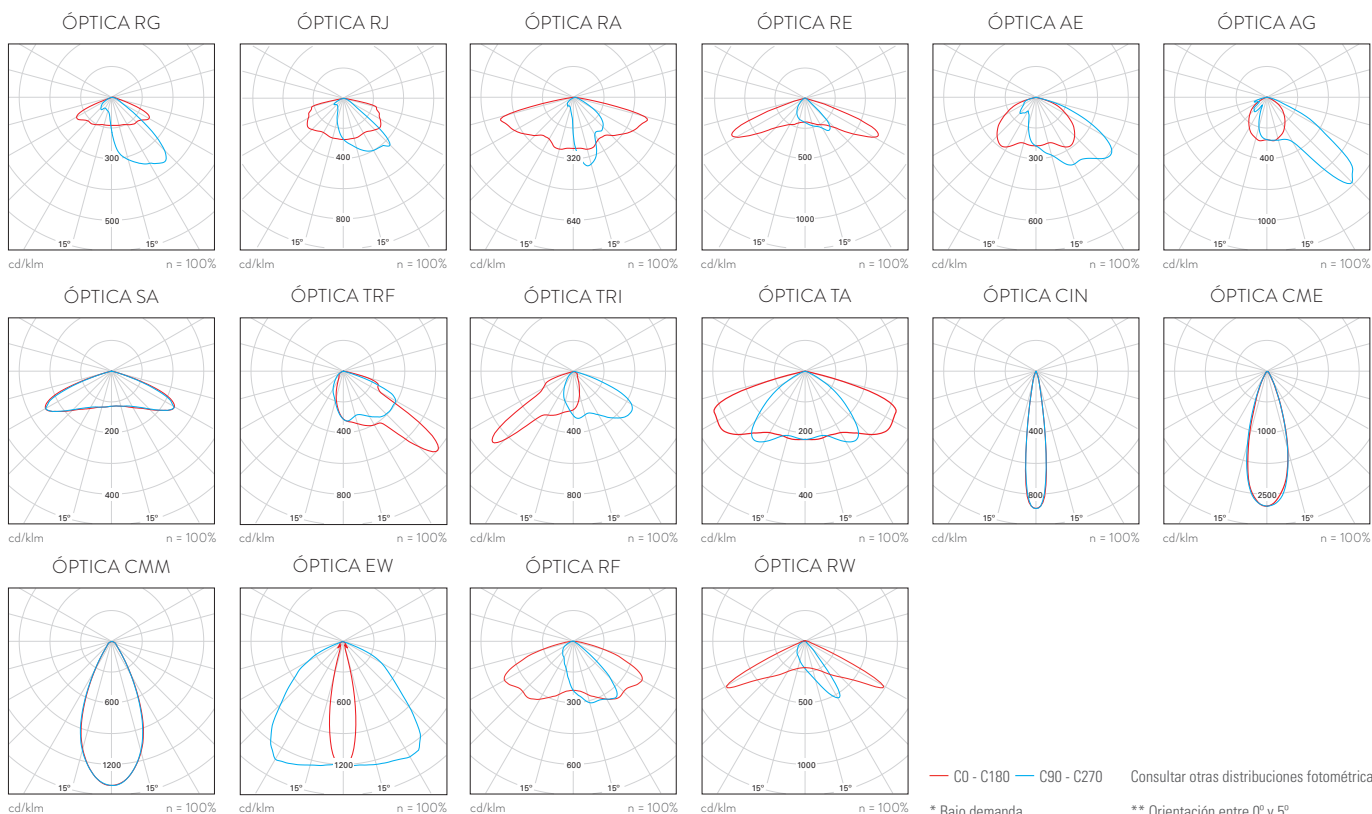 ÓPTICA RG ÓPTICA RJ ÓPTICA RA ÓPTICA RE ÓPTICA AE ÓPTICA AG
300 400 320 500 300 400
500 800 640 1000 600 1000
15° 15° 15° 15° 15° 15° 15° 15° 15° 15° 15° 15°
cd/klm n = 100% cd/klm n = 100% cd/klm n = 100% cd/klm n = 100% cd/klm n = 100% cd/klm n = 100%
ÓPTICA SA ÓPTICA TRF ÓPTICA TRI ÓPTICA TA ÓPTICA CIN ÓPTICA CME
200 400 400 200 400 1000
400 800 800 400 800 2500
15° 15° 15° 15° 15° 15° 15° 15° 15° 15° 15° 15°
cd/klm n = 100% cd/klm n = 100% cd/klm n = 100% cd/klm n = 100% cd/klm n = 100% cd/klm n = 100%
ÓPTICA CMM ÓPTICA EW ÓPTICA RF ÓPTICA RW
600 600 300 500
1200 1200 600 1000
15° 15° 15° 15° 15° 15° 15° 15°
cd/klm n = 100% cd/klm n = 100% cd/klm n = 100% cd/klm n = 100%
C0 - C180 C90 - C270 Consultar otras distribuciones fotométrica
* Bajo demanda ** Orientación entre 0º y 5º